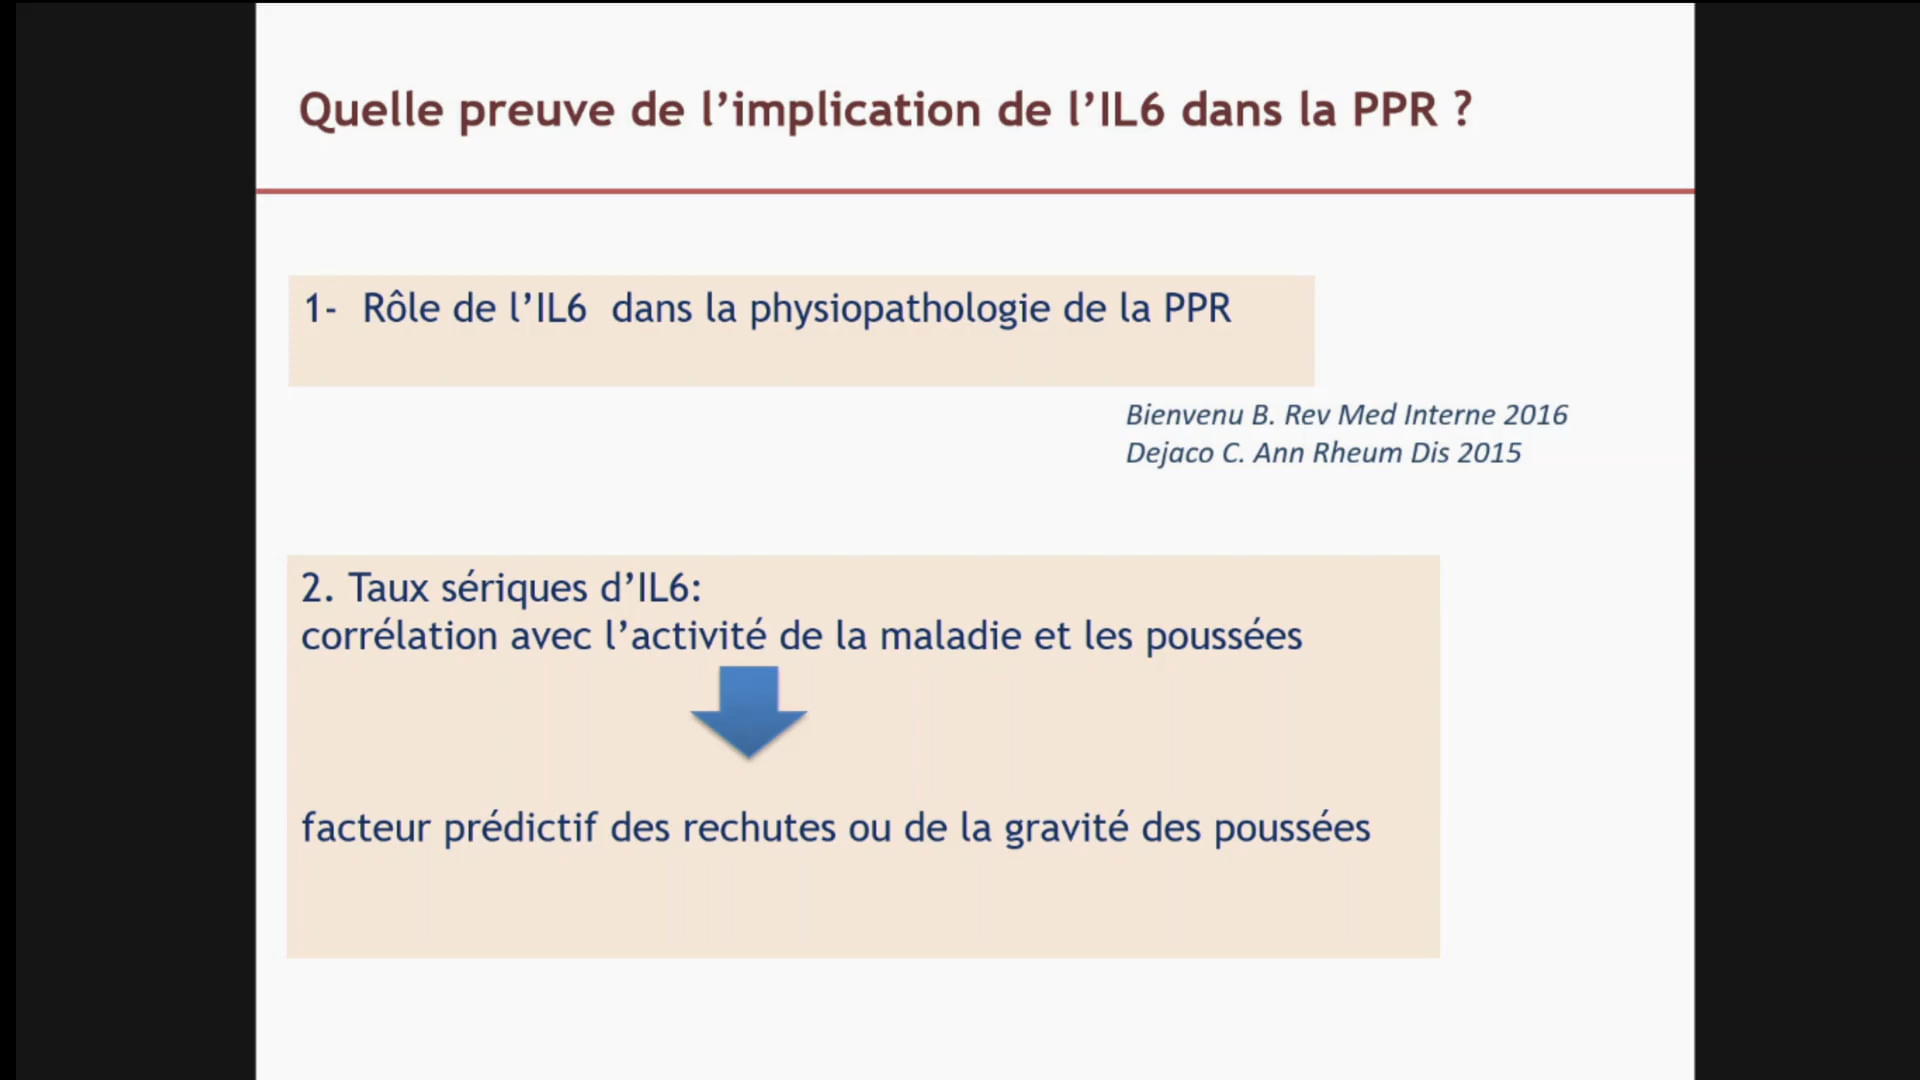 Quelle preuve de l’implication de l’IL6 dans la PPR ?
1- Rôle de l’IL6 dans la physiopathologie de la PPR
Bienvenu B. Rev Med Interne 2016
Dejaco C. Ann Rheum Dis 2015
2. Taux sériques d’IL6:
corrélation avec l’activité de la maladie et les poussées
facteur prédictif des rechutes ou de la gravité des poussées